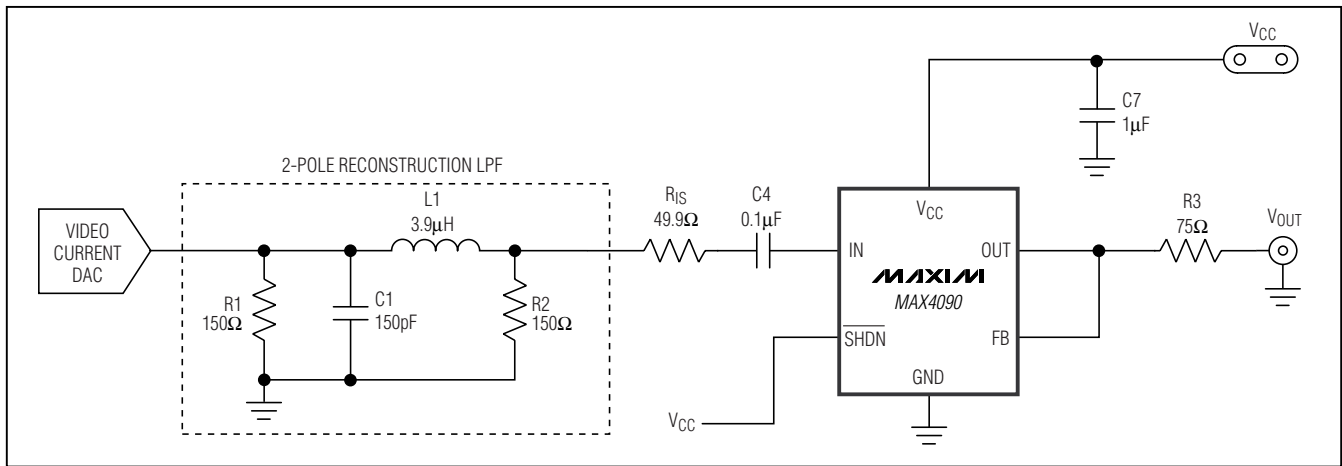 2-POLE RECONSTRUCTION LPF
VIDEO
CURRENT
DAC
R1
150Ω
C1
150pF
L1
3.9µH
R2
150Ω
RIS
49.9Ω
C4
0.1µF
VCC
C7
1µF
VCC
IN
OUT
MAXIM
MAX4090
SHDN
FB
GND
VCC
R3
75Ω
VOUT